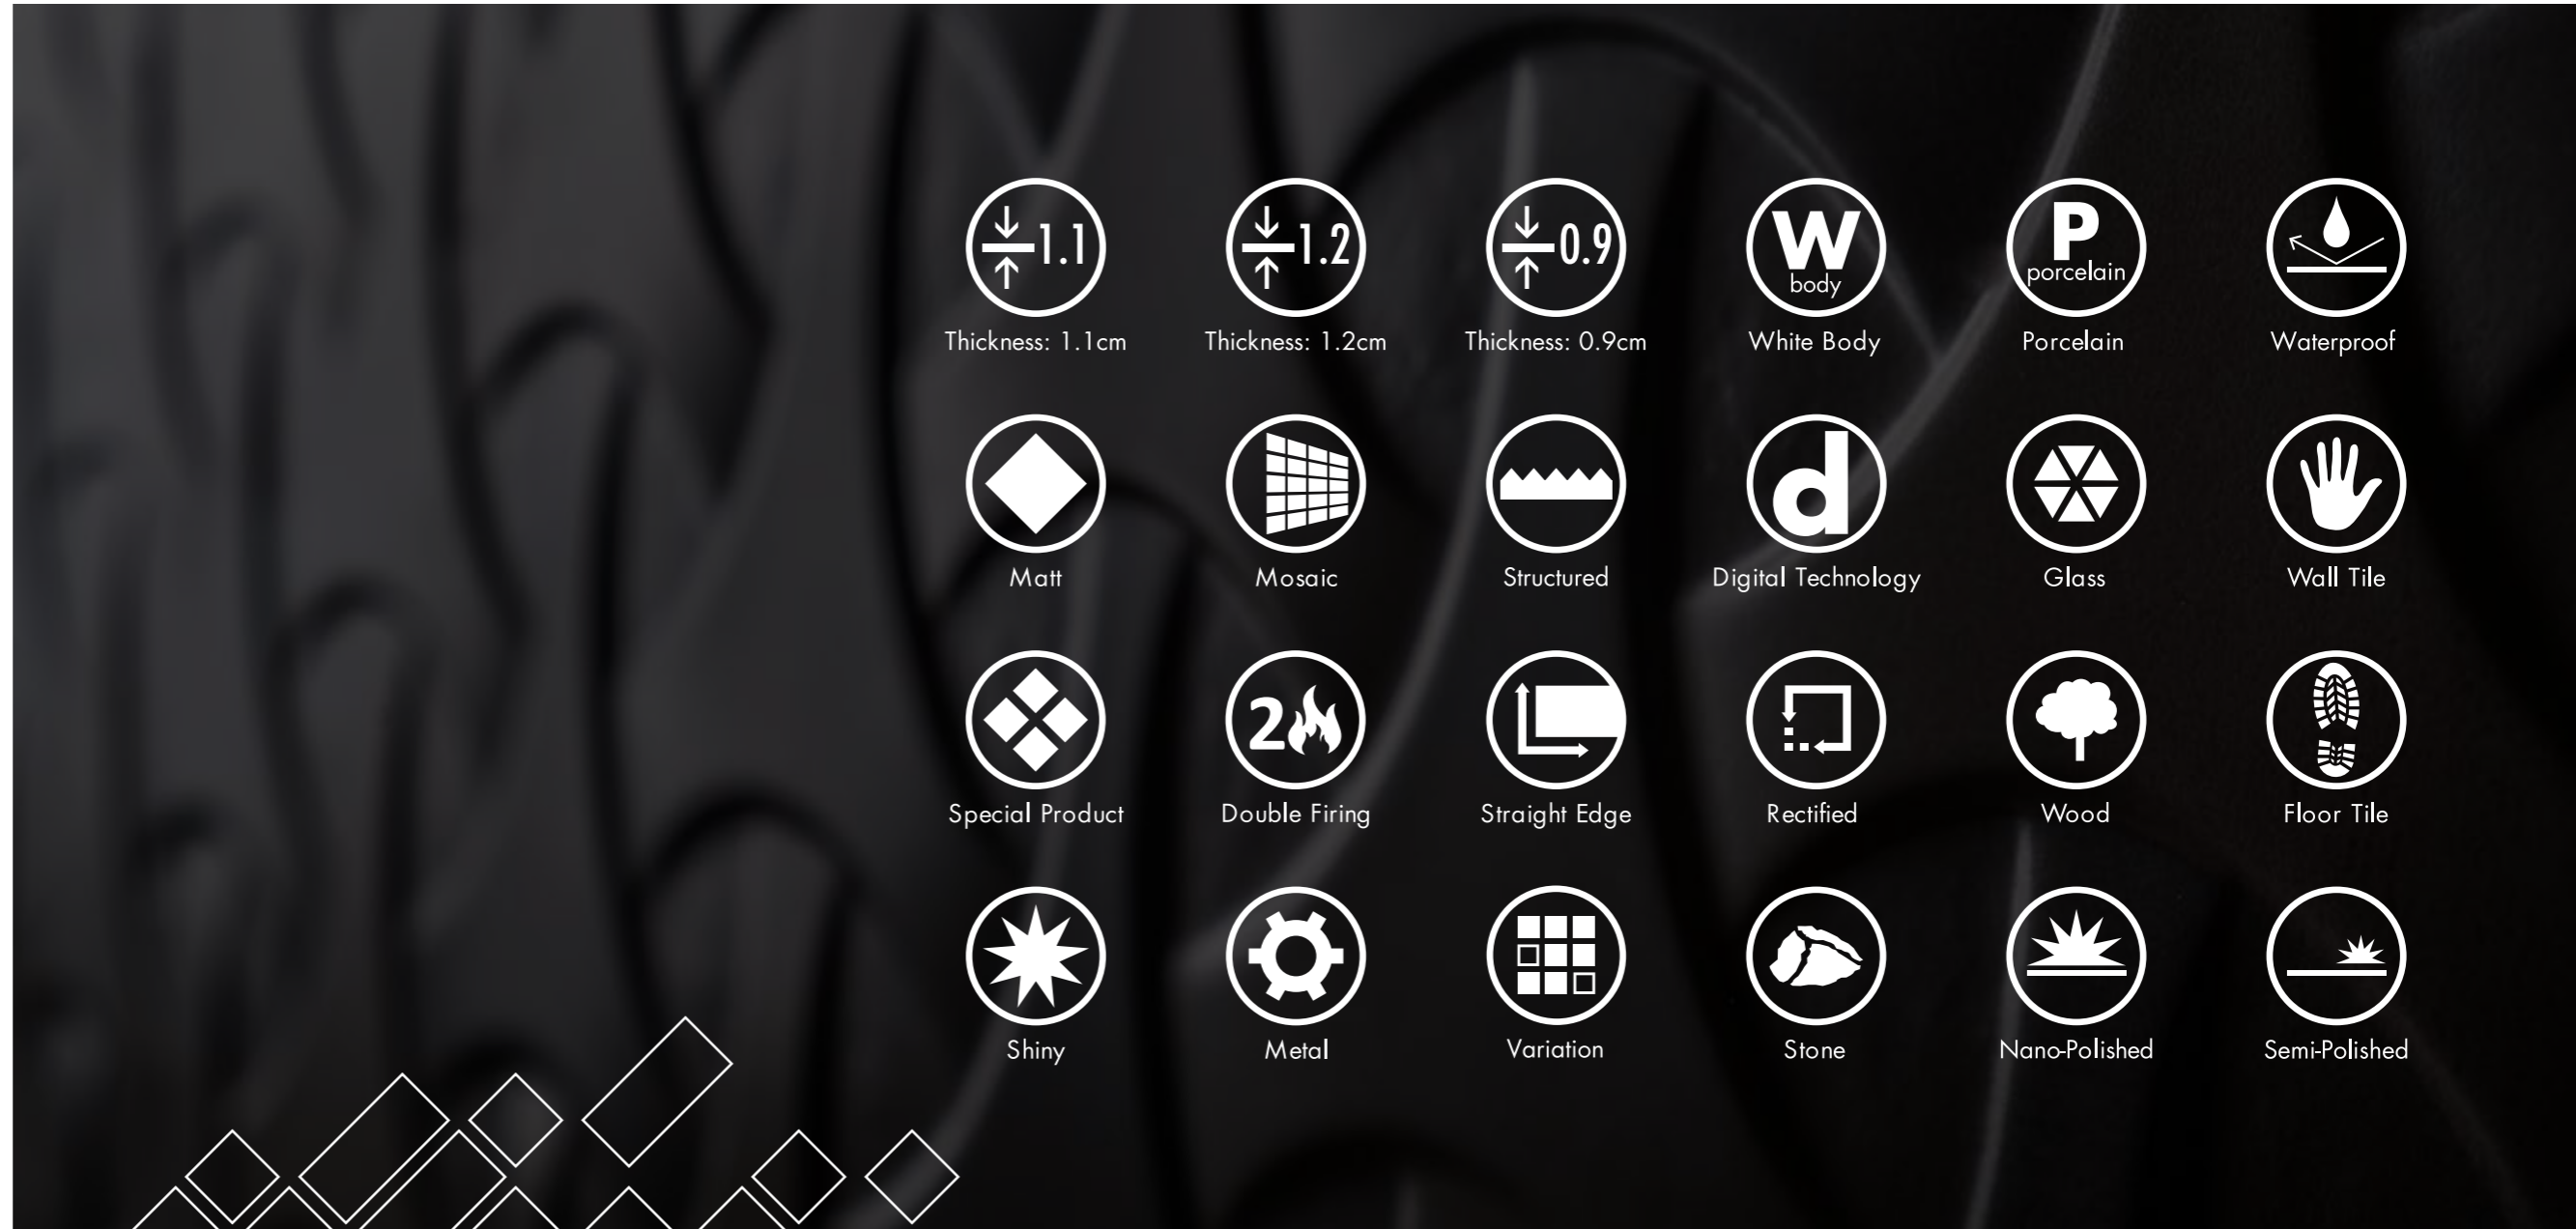 1.1
1.2
0.9
W
body
P
porcelain
Thickness: 1.1cm
Thickness: 1.2cm
Thickness: 0.9cm
White Body
Porcelain
Waterproof
d
Matt
Mosaic
Structured
Digital Technology
Glass
Wall Tile
2
Special Product
Double Firing
Straight Edge
Rectified
Wood
Floor Tile
Shiny
Metal
Variation
Stone
Nano-Polished
Semi-Polished